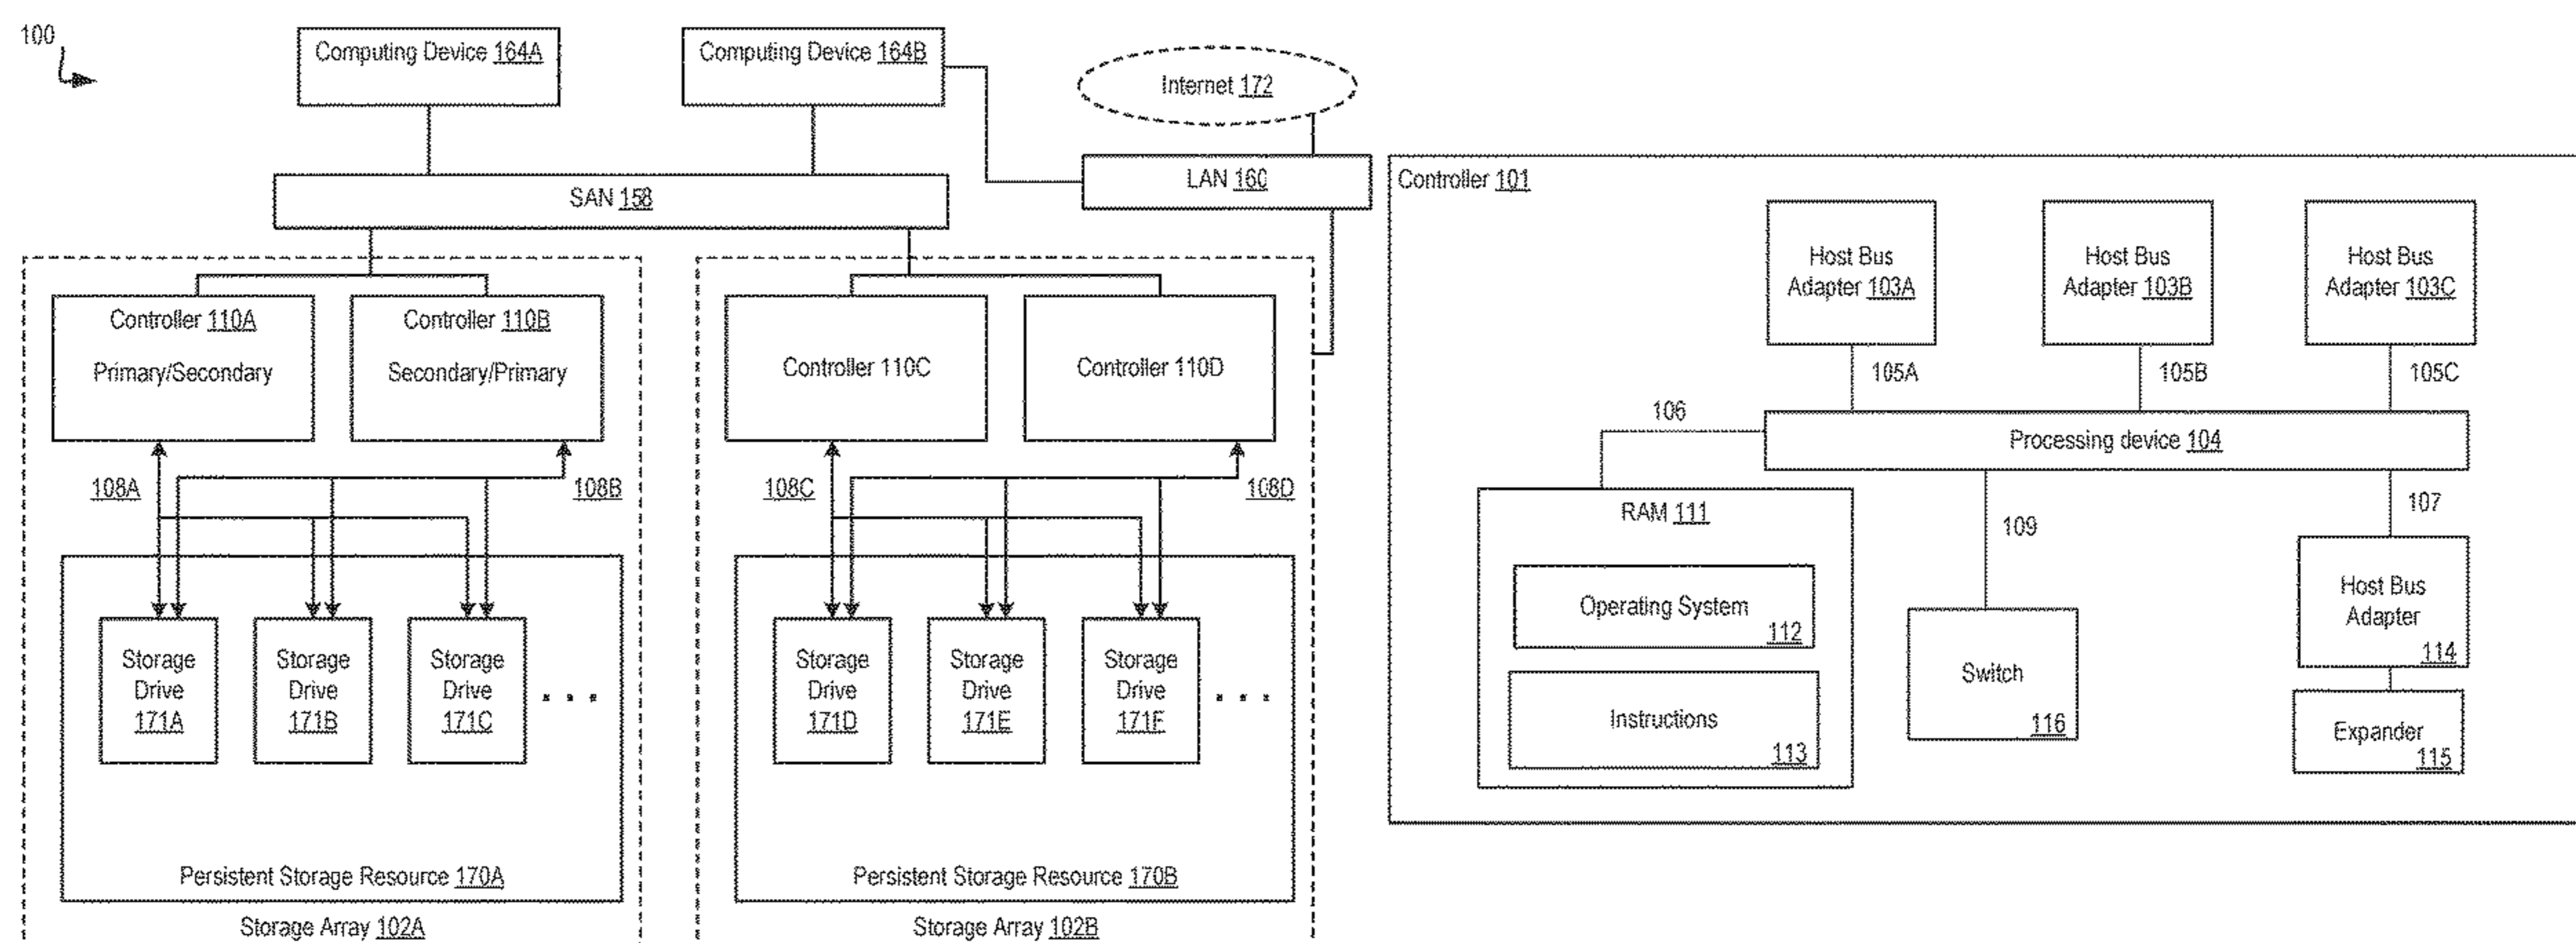 100
Computing Device 164A
Computing Device 164B
Internet 172
SAN 158
LAN 160
Controller 110A
Primary/Secondary
Controller 110B
Secondary/Primary
Controller 110C
Controller 110D
108A
108B
108C
108D
Storage
Drive
171A
Storage
Drive
171B
Storage
Drive
171C
. . .
Storage
Drive
171D
Storage
Drive
171E
Storage
Drive
171F
. . .
Persistent Storage Resource 170A
Persistent Storage Resource 170B
Storage Array 102A
Storage Array 102B
Controller 101
Host Bus
Adapter 103A
Host Bus
Adapter 103B
Host Bus
Adapter 103C
105A
105B
105C
106
Processing device 104
RAM 111
109
107
Operating System
112
Instructions
113
Switch
116
Host Bus
Adapter
114
Expander
115